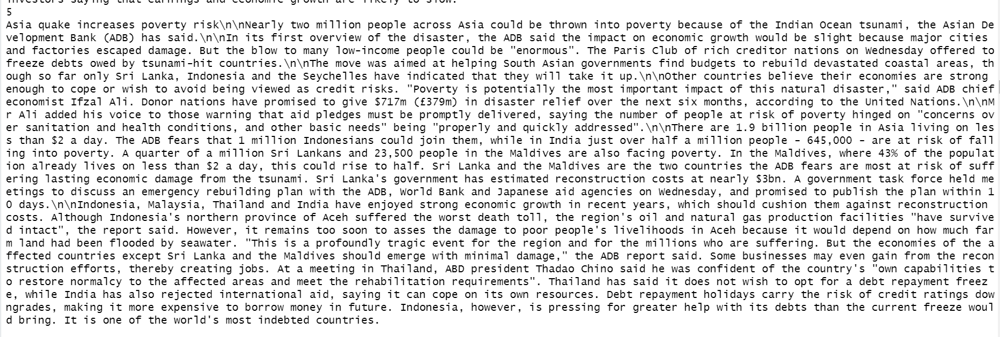 investors saying that earnings and economic growth are likely to slow.
5
Asia quake increases poverty risk\n\nNearly two million people across Asia could be thrown into poverty because of the Indian Ocean tsunami, the Asian De
velopment Bank (ADB) has said.\n\nIn its first overview of the disaster, the ADB said the impact on economic growth would be slight because major cities
and factories escaped damage. But the blow to many low-income people could be "enormous". The Paris Club of rich creditor nations on Wednesday offered to
freeze debts owed by tsunami-hit countries.\n\nThe move was aimed at helping South Asian governments find budgets to rebuild devastated coastal areas, th
ough so far only Sri Lanka, Indonesia and the Seychelles have indicated that they will take it up.\n\nOther countries believe their economies are strong
enough to cope or wish to avoid being viewed as credit risks. "Poverty is potentially the most important impact of this natural disaster," said ADB chief
economist Ifzal Ali. Donor nations have promised to give $717m (£379m) in disaster relief over the next six months, according to the United Nations.\n\nM
r Ali added his voice to those warning that aid pledges must be promptly delivered, saying the number of people at risk of poverty hinged on "concerns ov
er sanitation and health conditions, and other basic needs" being "properly and quickly addressed".\n\nThere are 1.9 billion people in Asia living on les
s than $2 a day. The ADB fears that 1 million Indonesians could join them, while in India just over half a million people - 645,000 - are at risk of fall
ing into poverty. A quarter of a million Sri Lankans and 23,500 people in the Maldives are also facing poverty. In the Maldives, where 43% of the populat
ion already lives on less than $2 a day, this could rise to half. Sri Lanka and the Maldives are the two countries the ADB fears are most at risk of suff
ering lasting economic damage from the tsunami. Sri Lanka's government has estimated reconstruction costs at nearly $3bn. A government task force held me
etings to discuss an emergency rebuilding plan with the ADB, World Bank and Japanese aid agencies on Wednesday, and promised to publish the plan within 1
0 days.\n\nIndonesia, Malaysia, Thailand and India have enjoyed strong economic growth in recent years, which should cushion them against reconstruction
costs. Although Indonesia's northern province of Aceh suffered the worst death toll, the region's oil and natural gas production facilities "have survive
d intact", the report said. However, it remains too soon to asses the damage to poor people's livelihoods in Aceh because it would depend on how much far
m land had been flooded by seawater. "This is a profoundly tragic event for the region and for the millions who are suffering. But the economies of the a
ffected countries except Sri Lanka and the Maldives should emerge with minimal damage," the ADB report said. Some businesses may even gain from the recon
struction efforts, thereby creating jobs. At a meeting in Thailand, ABD president Thadao Chino said he was confident of the country's "own capabilities t
o restore normalcy to the affected areas and meet the rehabilitation requirements". Thailand has said it does not wish to opt for a debt repayment freez
e, while India has also rejected international aid, saying it can cope on its own resources. Debt repayment holidays carry the risk of credit ratings dow
ngrades, making it more expensive to borrow money in future. Indonesia, however, is pressing for greater help with its debts than the current freeze woul
d bring. It is one of the world's most indebted countries.